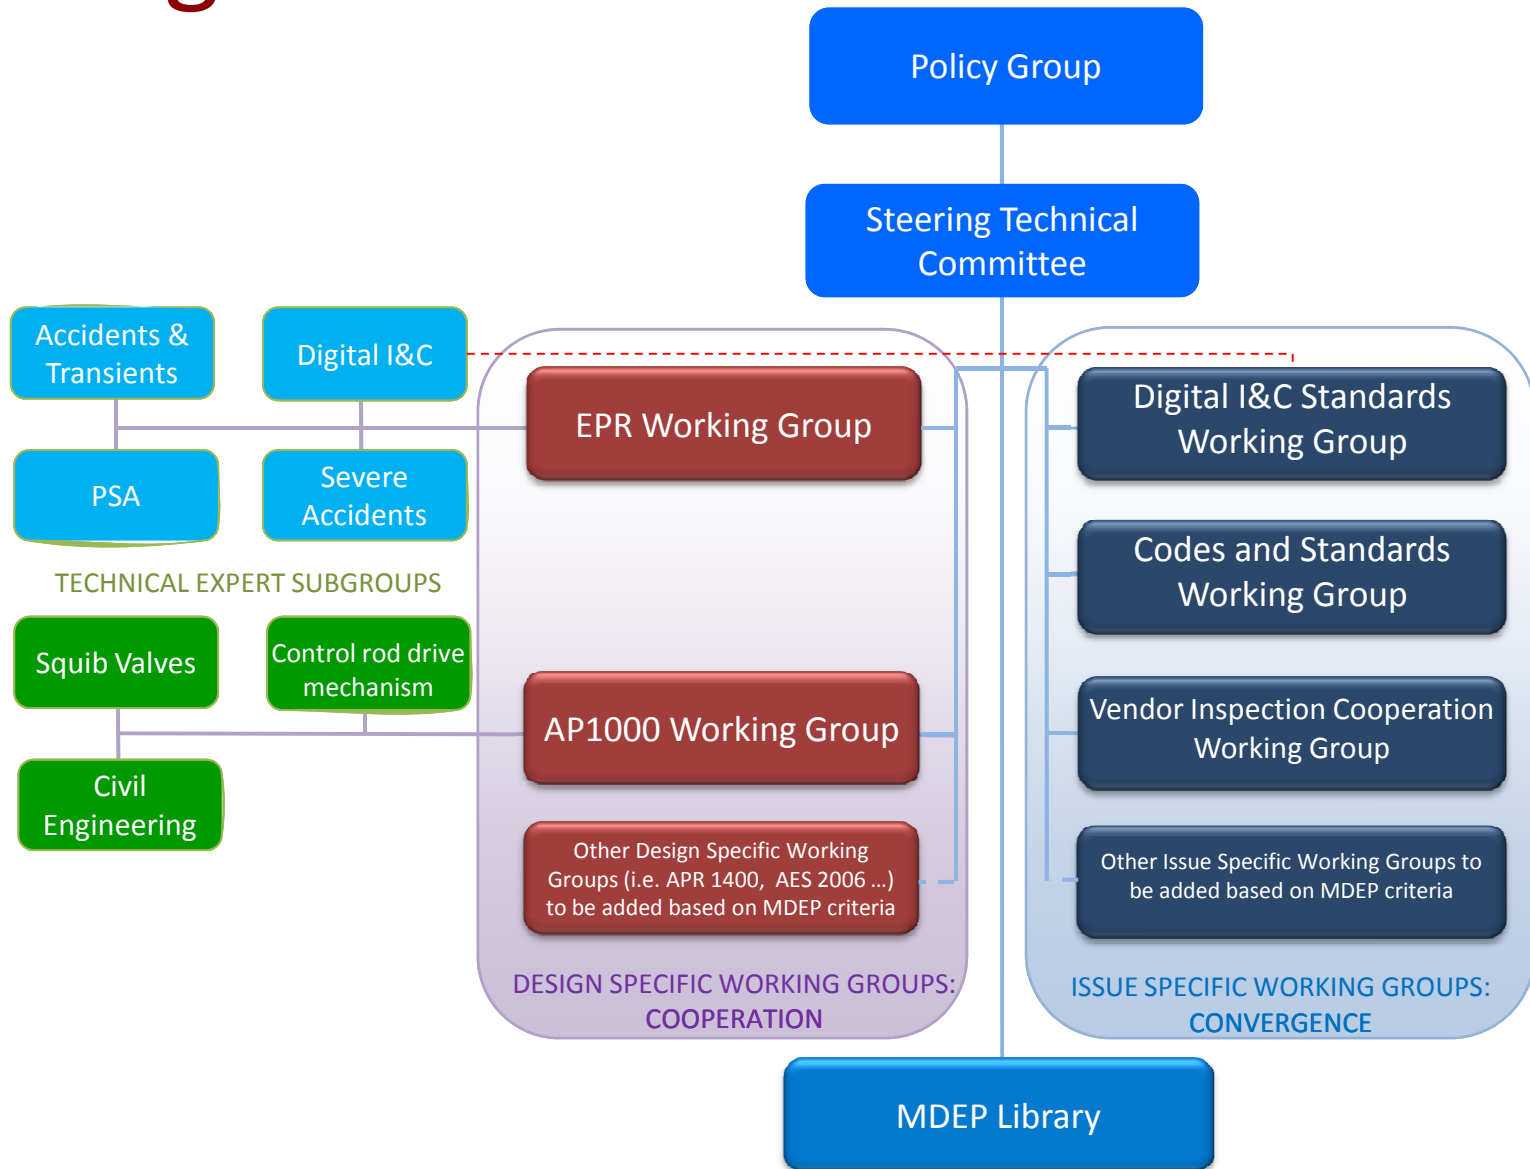 Policy Group
Steering Technical
Committee
Accidents &
Transients
Digital I&C
EPR Working Group
Digital I&C Standards
Working Group
PSA
Severe
Accidents
Codes and Standards
Working Group
TECHNICAL EXPERT SUBGROUPS
Squib Valves
Control rod drive
mechanism
AP1000 Working Group
Vendor Inspection Cooperation
Working Group
Civil
Engineering
Other Design Specific Working
Groups (i.e. APR 1400, AES 2006 ...)
to be added based on MDEP criteria
Other Issue Specific Working Groups to
be added based on MDEP criteria
DESIGN SPECIFIC WORKING GROUPS:
COOPERATION
ISSUE SPECIFIC WORKING GROUPS:
CONVERGENCE
MDEP Library